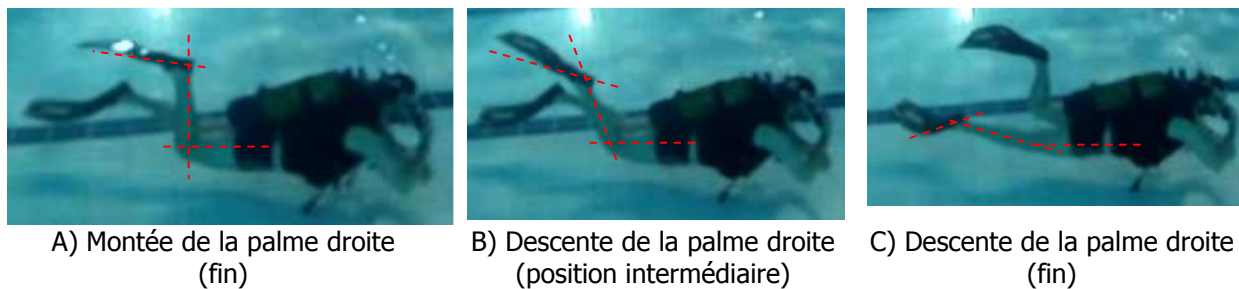 A) Montée de la palme droite
(fin)
B) Descente de la palme droite
(position intermédiaire)
C) Descente de la palme droite
(fin)